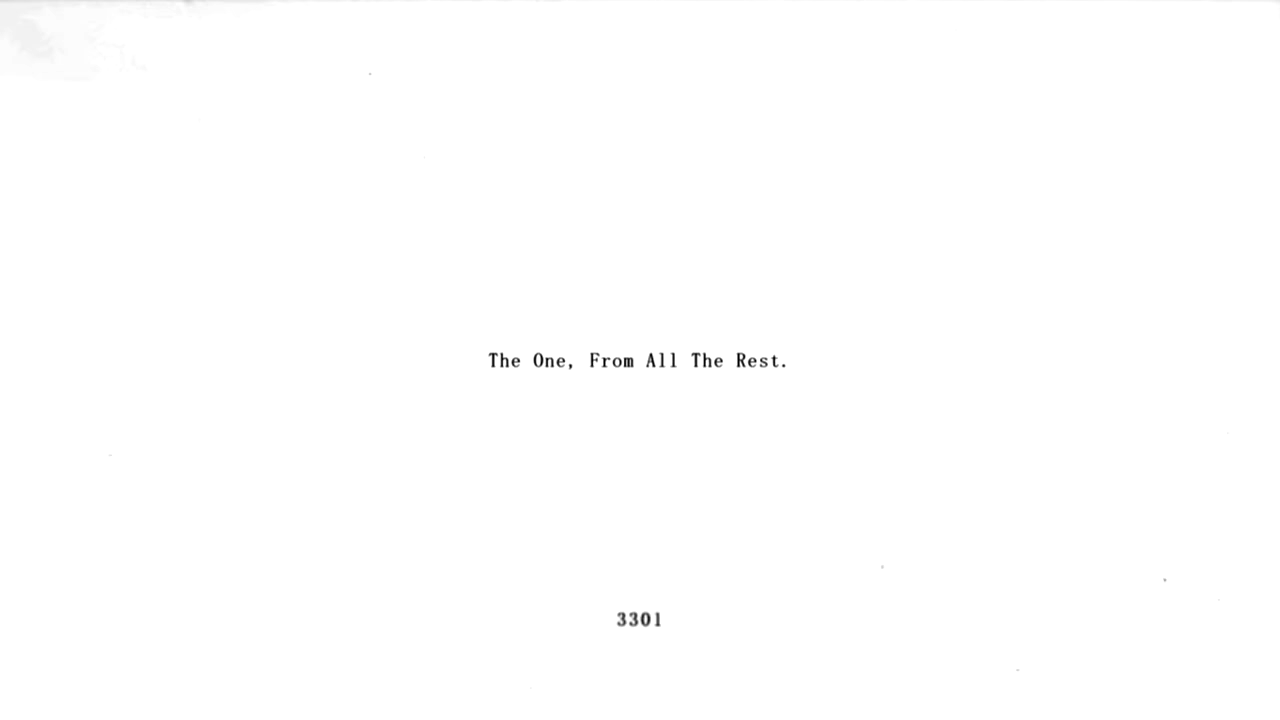 The One, From All The Rest.
3301